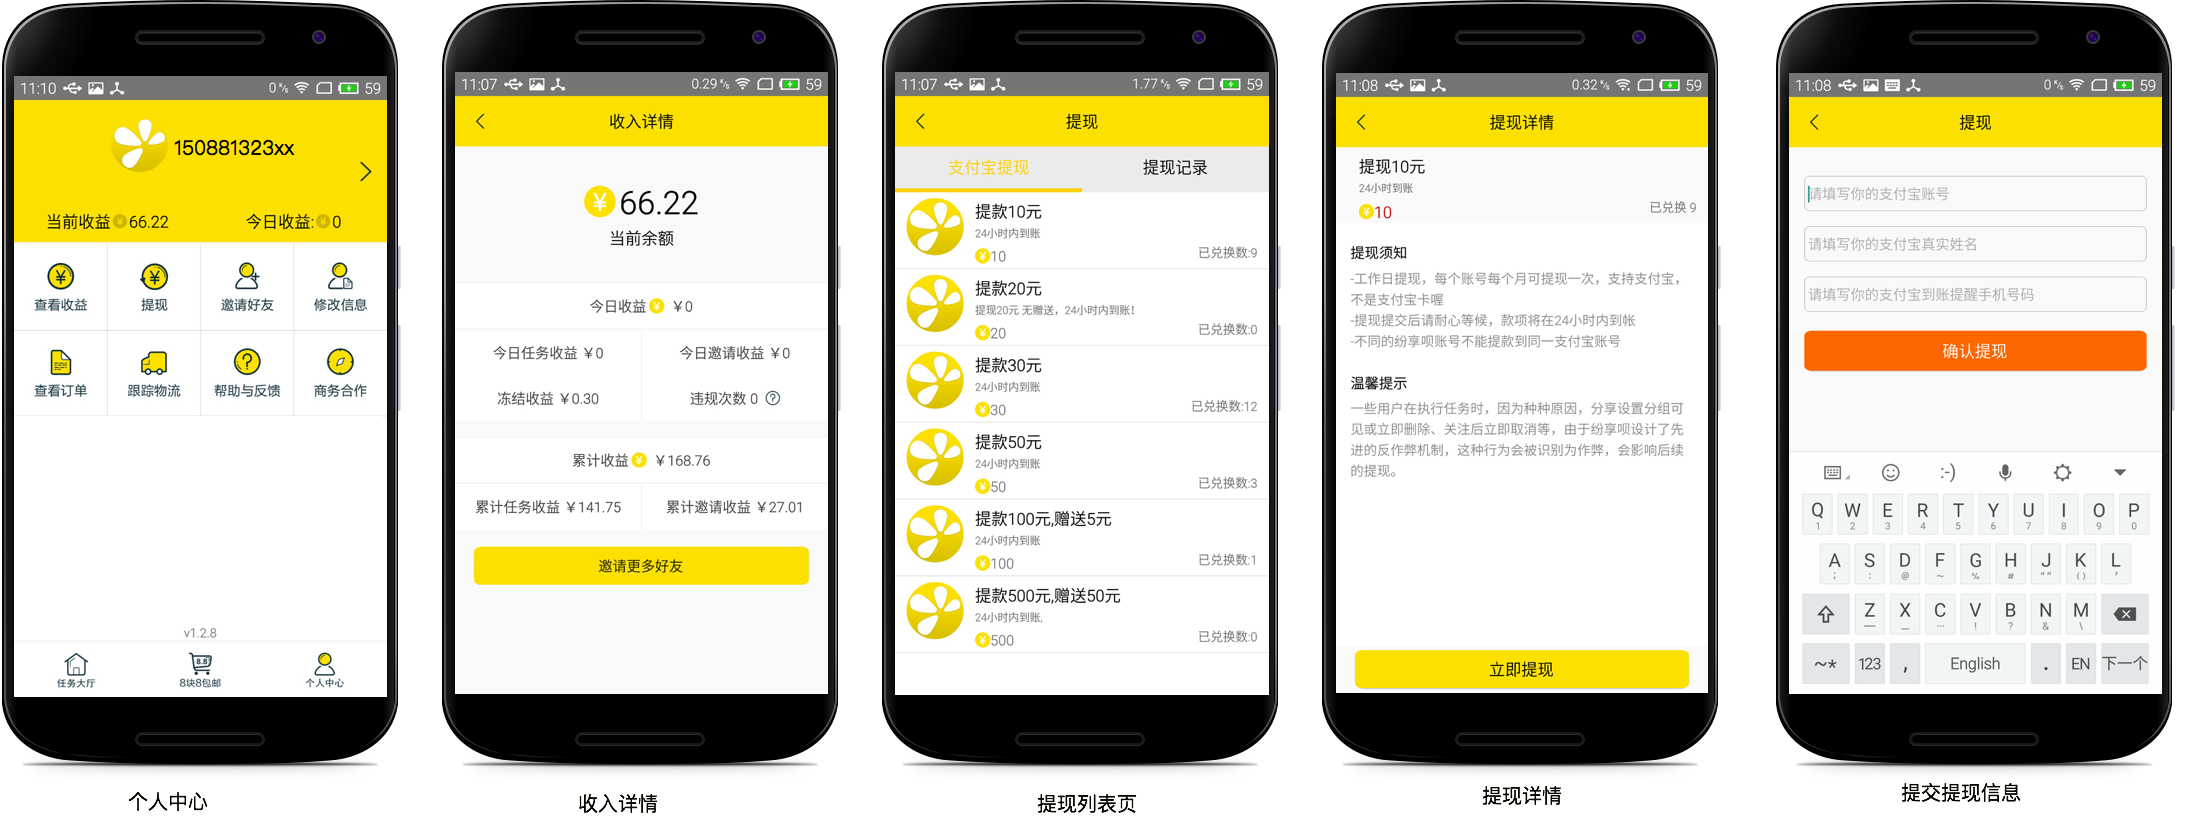 11:10
0 K/s
59
150881323xx
当前收益¥66.22
今日收益:¥0
查看收益
提现
邀请好友
修改信息
查看订单
跟踪物流
帮助与反馈
商务合作
v1.2.8
任务大厅
8.8
8块8包邮
个人中心
个人中心
11:07
0.29 K/s
59
收入详情
¥66.22
当前余额
今日收益¥ ¥0
今日任务收益 ¥0
今日邀请收益 ¥0
冻结收益 ¥0.30
违规次数 0 ?
累计收益¥ ¥168.76
累计任务收益 ¥141.75
累计邀请收益 ¥27.01
邀请更多好友
收入详情
11:07
1.77 K/s
59
提现
支付宝提现
提现记录
提款10元
24小时内到账
¥10
已兑换数:9
提款20元
提现20元 无赠送，24小时内到账！
¥20
已兑换数:0
提款30元
24小时内到账
¥30
已兑换数:12
提款50元
24小时内到账
¥50
已兑换数:3
提款100元,赠送5元
24小时内到账
¥100
已兑换数:1
提款500元,赠送50元
24小时内到账,
¥500
已兑换数:0
提现列表页
11:08
0.32 K/s
59
提现详情
提现10元
24小时到账
¥10
已兑换 9
提现须知
-工作日提现，每个账号每个月可提现一次，支持支付宝，
不是支付宝卡喔
-提现提交后请耐心等候，款项将在24小时内到帐
-不同的纷享呗账号不能提款到同一支付宝账号
温馨提示
一些用户在执行任务时，因为种种原因，分享设置分组可
见或立即删除、关注后立即取消等，由于纷享呗设计了先
进的反作弊机制，这种行为会被识别为作弊，会影响后续
的提现。
立即提现
提现详情
11:08
0 K/s
59
提现
请填写你的支付宝账号
请填写你的支付宝真实姓名
请填写你的支付宝到账提醒手机号码
确认提现
:-)
Q W E R T Y U I O P
1 2 3 4 5 6 7 8 9 0
A S D F G H J K L
; : @ ~ % # “” () ’
Z X C V B N M
— _ … ! ? & \
~* 123 , English . EN 下一个
提交提现信息